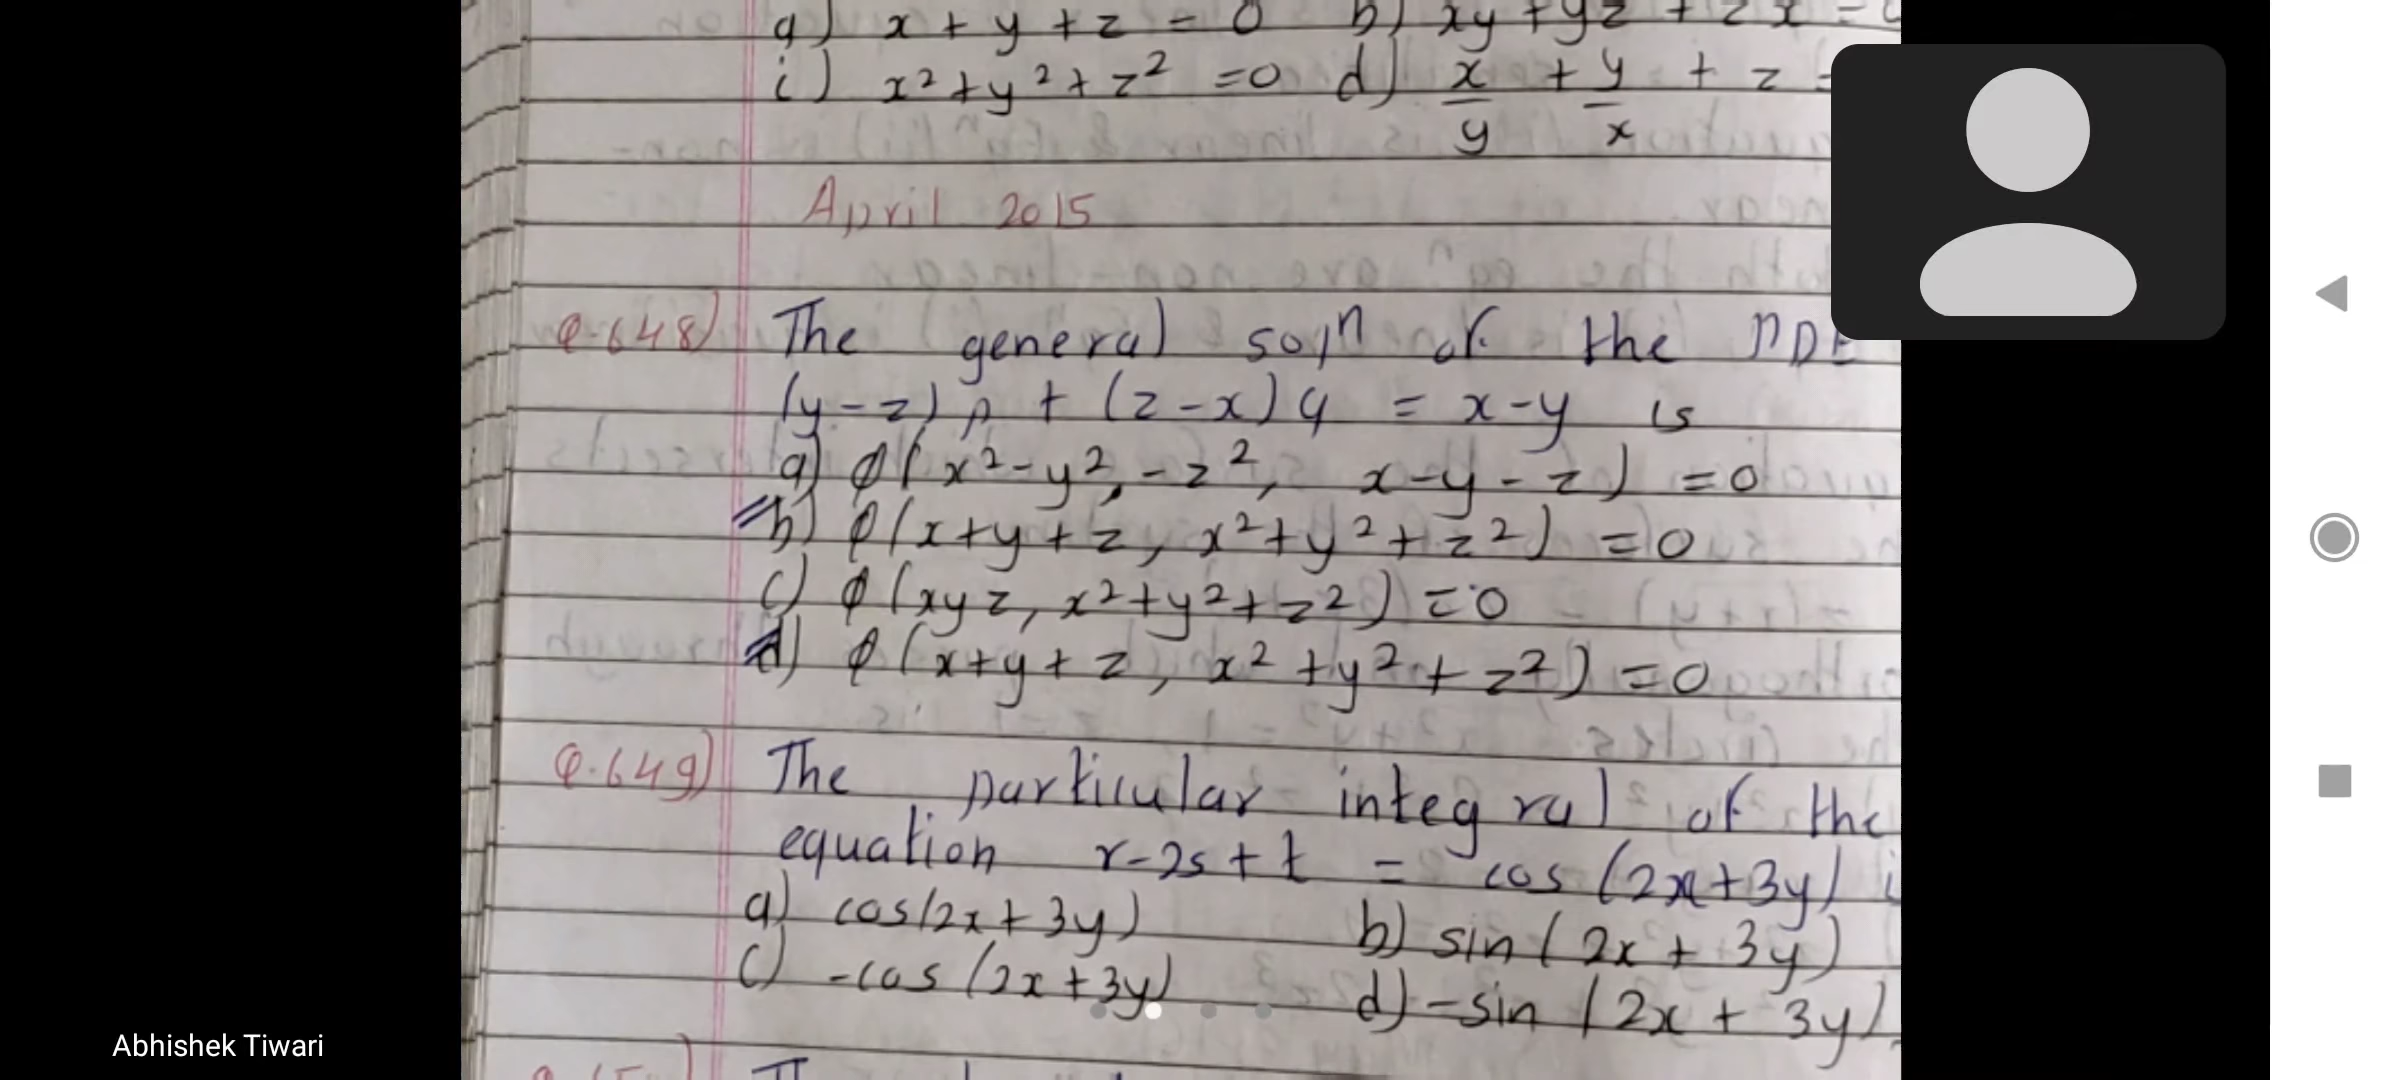 a) x + y + z = 0 b) xy + yz + zx =
i) x² + y² + z² = 0 d) x/y + y/x + z =
April 2015
Q.648) The general solⁿ of the PDE
(y-z)p + (z-x)q = x-y is
a) φ(x²-y²,-z², x-y-z) = 0
b) φ(x+y+z, x²+y²+z²) = 0
c) φ(xyz, x²+y²+z²) = 0
d) φ(x+y+z, x²+y²+z²) = 0
Q.649) The particular integral of the
equation r-2s+t = cos(2x+3y) i
a) cos(2x+3y) b) sin(2x+3y)
c) -cos(2x+3y) d) -sin(2x+3y).
Abhishek Tiwari